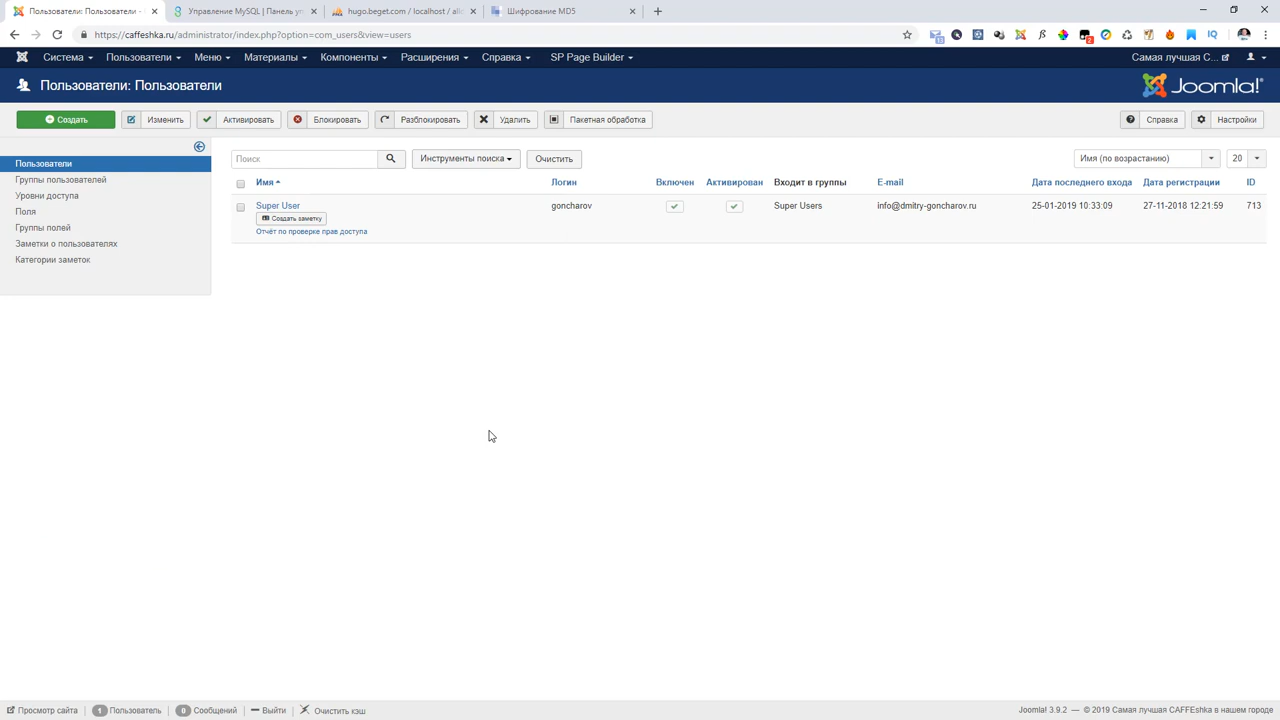 Пользователи: Пользователи -
Управление MySQL | Панель уп
hugo.beget.com / localhost / alic
Шифрование MD5
https://caffeshka.ru/administrator/index.php?option=com_users&view=users
Система Пользователи Меню Материалы Компоненты Расширения Справка SP Page Builder Самая лучшая С...
Пользователи: Пользователи
Joomla!
Создать Изменить Активировать Блокировать Разблокировать Удалить Пакетная обработка Справка Настройки
Пользователи
Группы пользователей
Уровни доступа
Поля
Группы полей
Заметки о пользователях
Категории заметок
Поиск Инструменты поиска Очистить Имя (по возрастанию) 20
Имя Логин Включен Активирован Входит в группы E-mail Дата последнего входа Дата регистрации ID
Super User goncharov Super Users info@dmitry-goncharov.ru 25-01-2019 10:33:09 27-11-2018 12:21:59 713
Создать заметку
Отчёт по проверке прав доступа
Просмотр сайта 1 Пользователь 0 Сообщений Выйти Очистить кэш Joomla! 3.9.2 — © 2019 Самая лучшая CAFFEshka в нашем городе